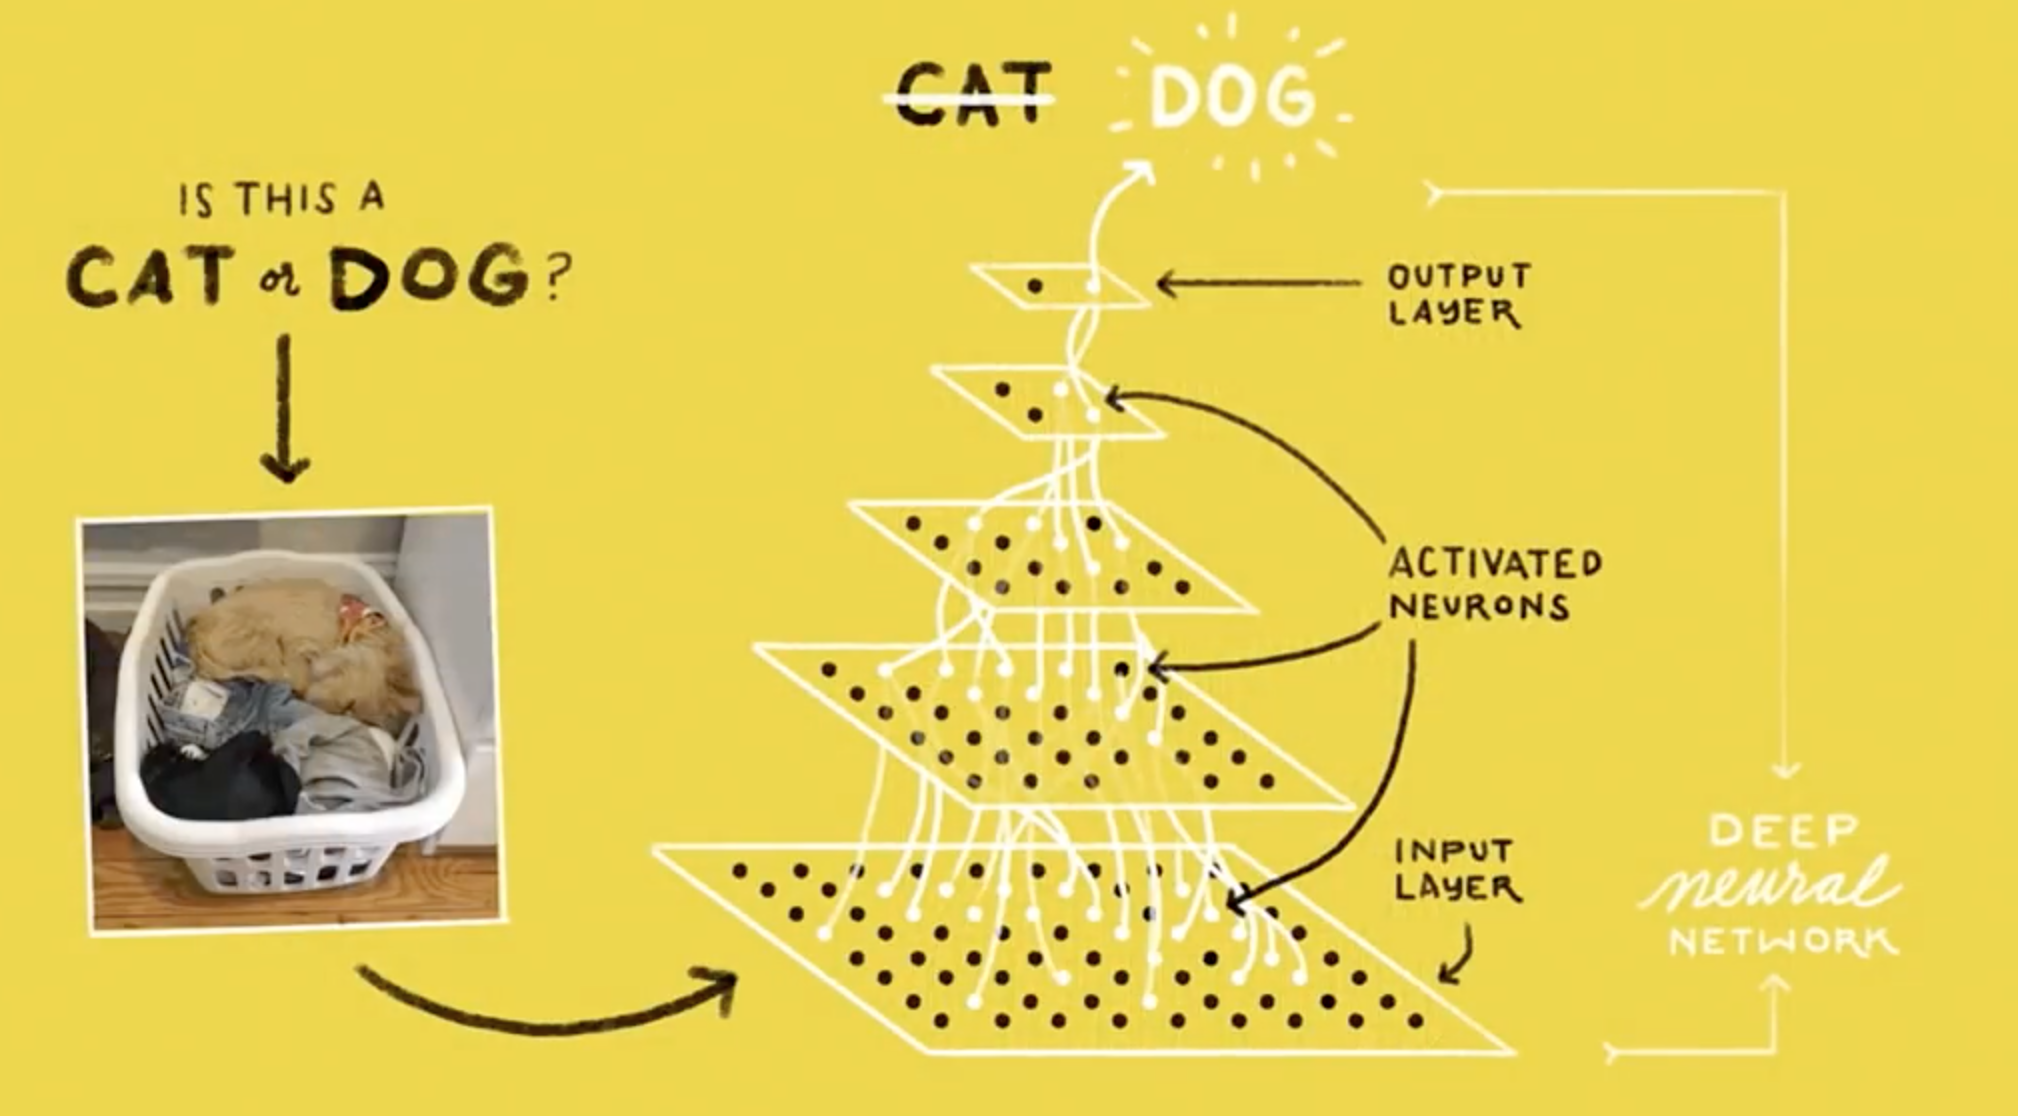 CAT DOG
IS THIS A
CAT or DOG?
OUTPUT
LAYER
ACTIVATED
NEURONS
INPUT
LAYER
DEEP
neural
NETWORK